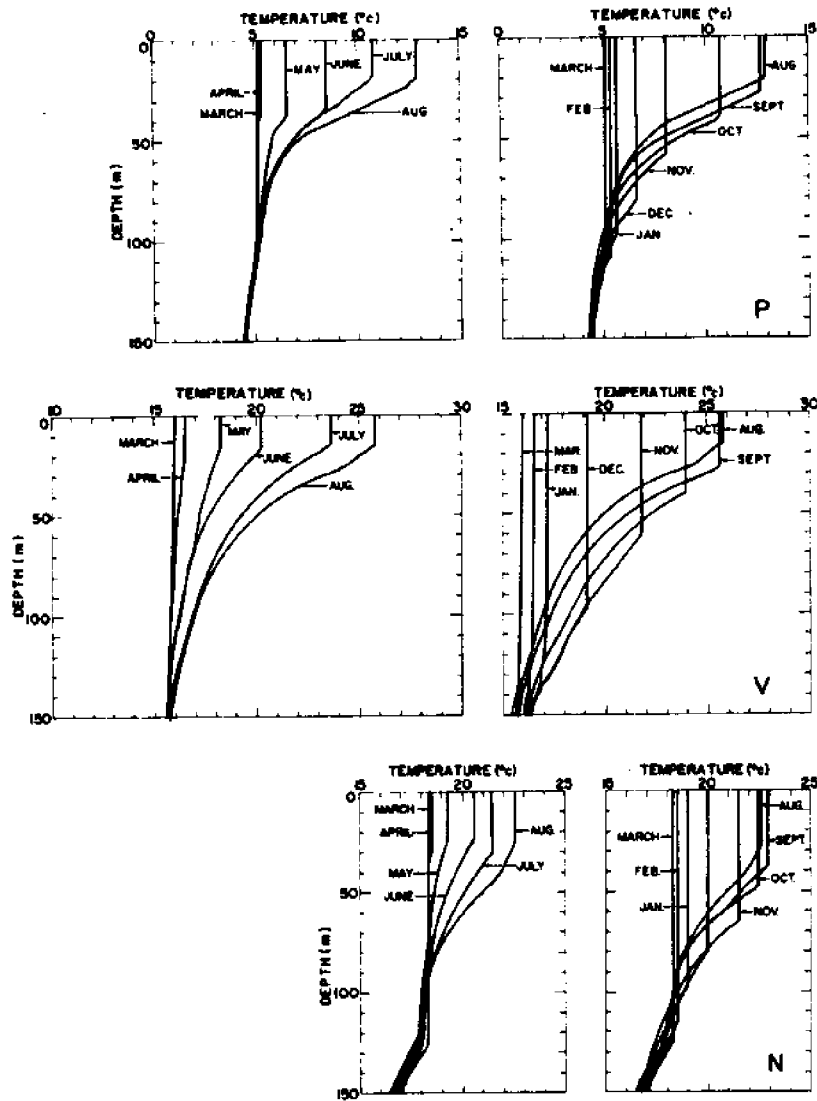 TEMPERATURE (°c)
0 5 10 15
MAY JUNE JULY
APRIL
MARCH AUG
50
100
150
DEPTH (m)
TEMPERATURE (°c)
0 5 10 15
MARCH AUG
FEB SEPT
OCT
NOV.
DEC
JAN
P
TEMPERATURE (°c)
10 15 20 25 30
0
MARCH MAY JULY
JUNE
APRIL AUG.
50
100
150
DEPTH (m)
TEMPERATURE (°c)
15 20 25 30
OCT. AUG.
MAR. NOV. SEPT
FEB DEC.
JAN.
V
TEMPERATURE (°c)
15 20 25
0
MARCH
APRIL AUG.
MAY JULY
JUNE
50
100
150
DEPTH (m)
TEMPERATURE (°c)
15 20 25
AUG.
MARCH SEPT.
FEB. OCT.
JAN. NOV.
N